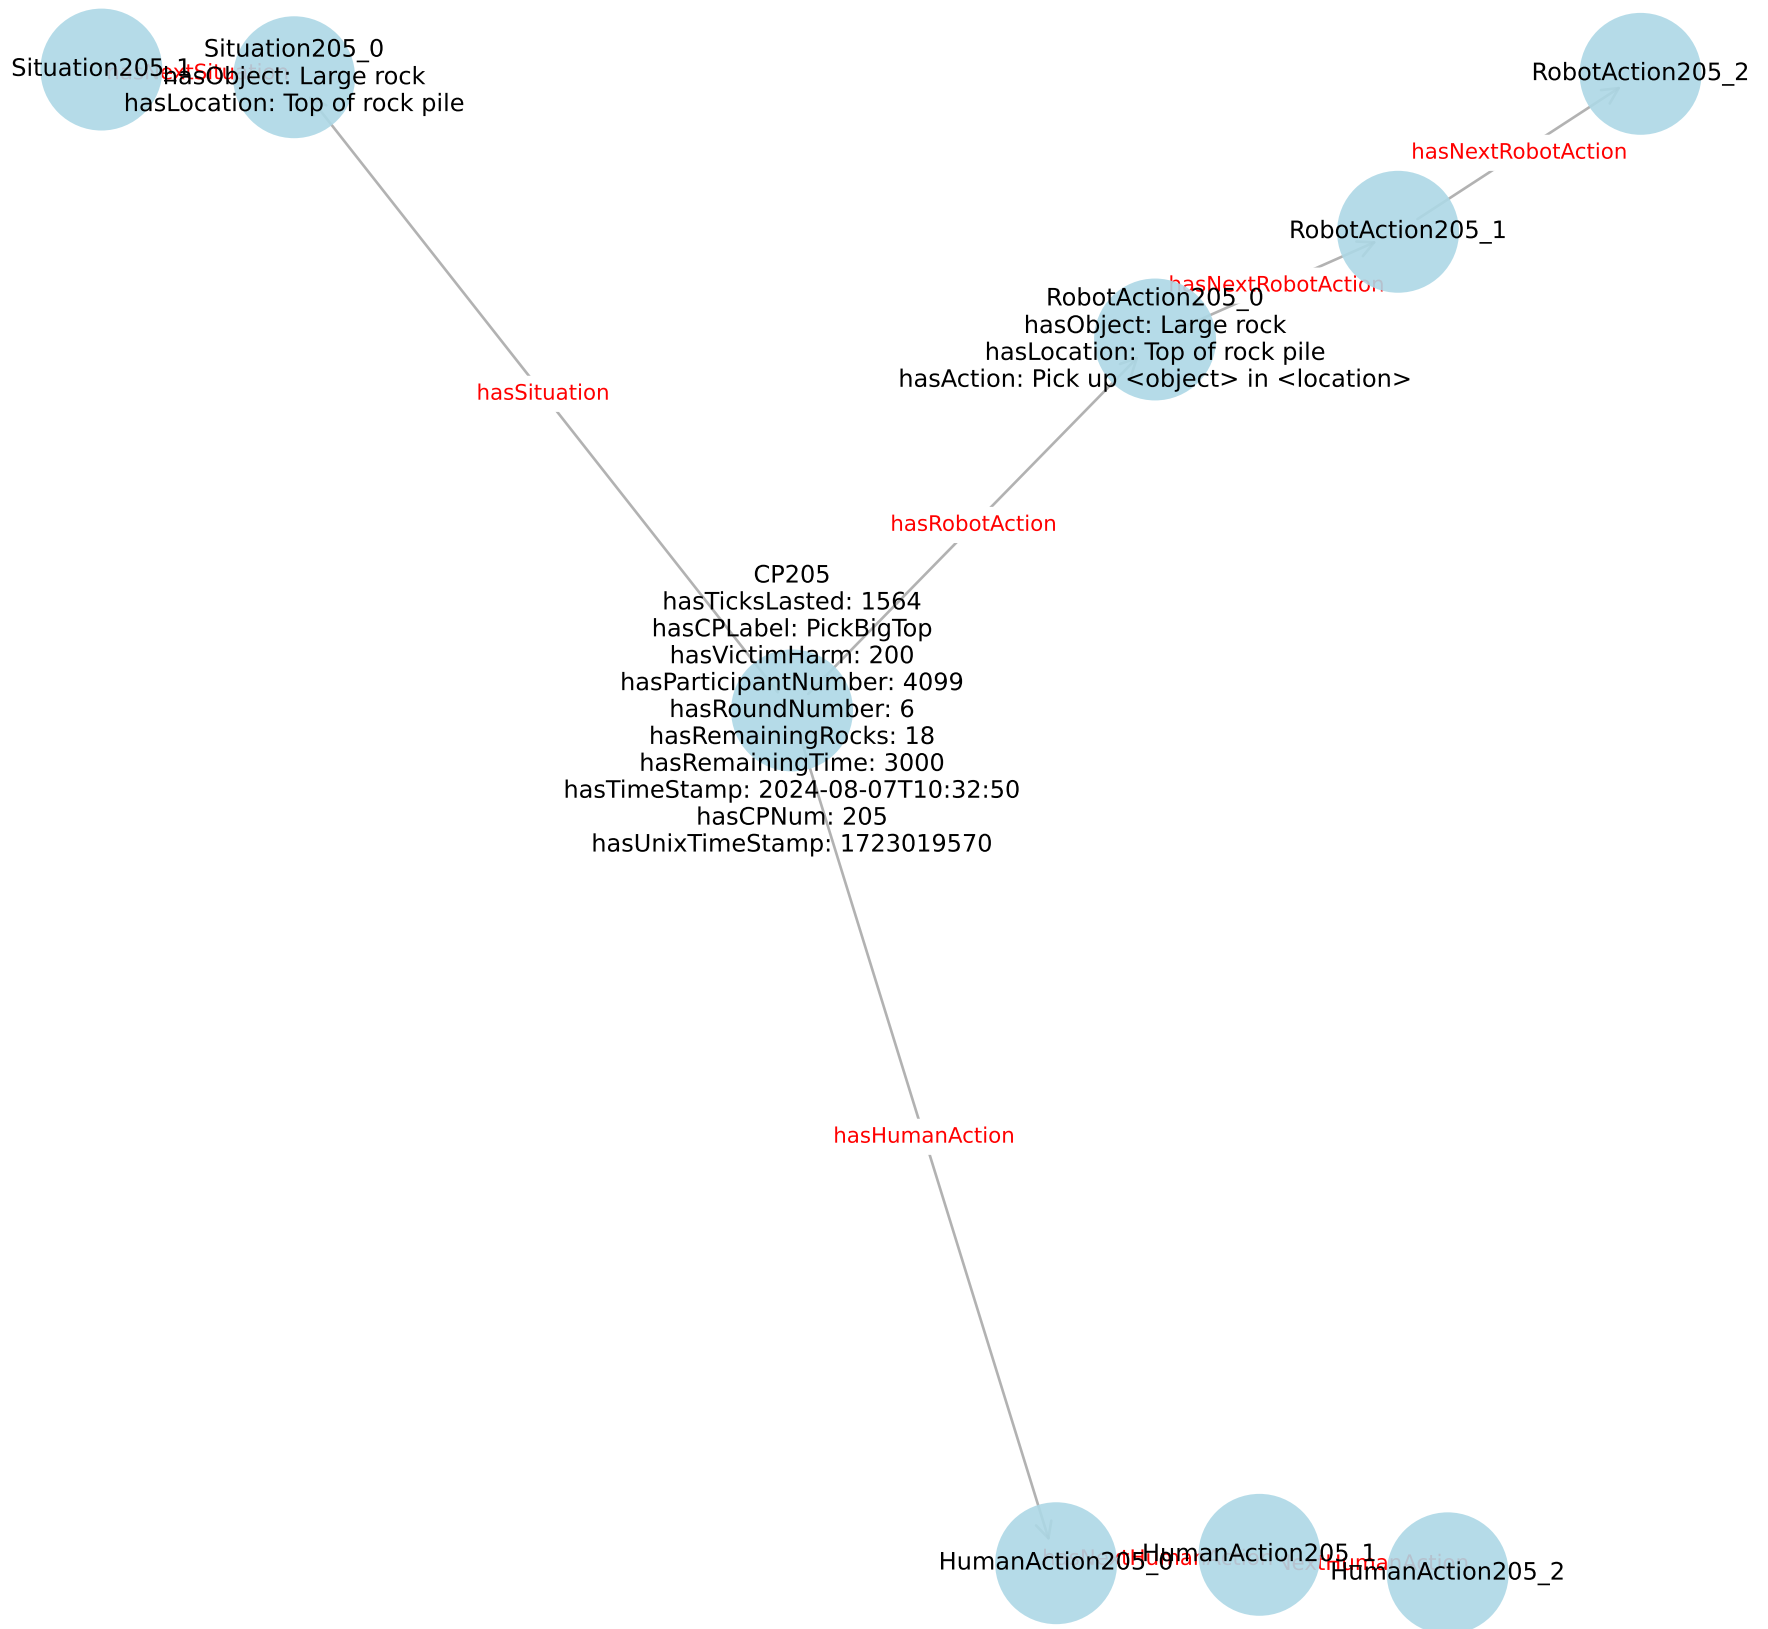 Situation205_1
Situation205_0
hasObject: Large rock
hasLocation: Top of rock pile
RobotAction205_2
hasNextRobotAction
RobotAction205_1
hasNextRobotAction
RobotAction205_0
hasObject: Large rock
hasLocation: Top of rock pile
hasAction: Pick up <object> in <location>
hasSituation
hasRobotAction
CP205
hasTicksLasted: 1564
hasCPLabel: PickBigTop
hasVictimHarm: 200
hasParticipantNumber: 4099
hasRoundNumber: 6
hasRemainingRocks: 18
hasRemainingTime: 3000
hasTimeStamp: 2024-08-07T10:32:50
hasCPNum: 205
hasUnixTimeStamp: 1723019570
hasHumanAction
HumanAction205_0
HumanAction205_1
HumanAction205_2